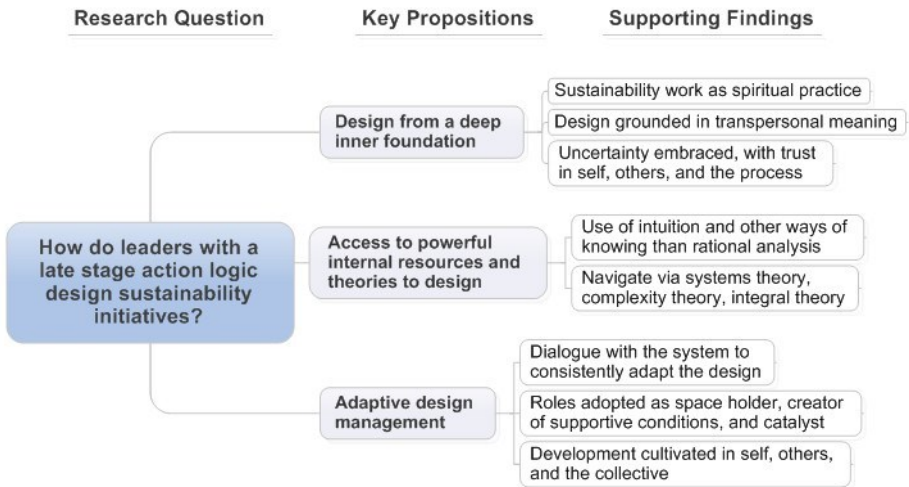 Research Question
Key Propositions
Supporting Findings
How do leaders with a
late stage action logic
design sustainability
initiatives?
Design from a deep
inner foundation
Sustainability work as spiritual practice
Design grounded in transpersonal meaning
Uncertainty embraced, with trust
in self, others, and the process
Access to powerful
internal resources and
theories to design
Use of intuition and other ways of
knowing than rational analysis
Navigate via systems theory,
complexity theory, integral theory
Adaptive design
management
Dialogue with the system to
consistently adapt the design
Roles adopted as space holder, creator
of supportive conditions, and catalyst
Development cultivated in self, others,
and the collective